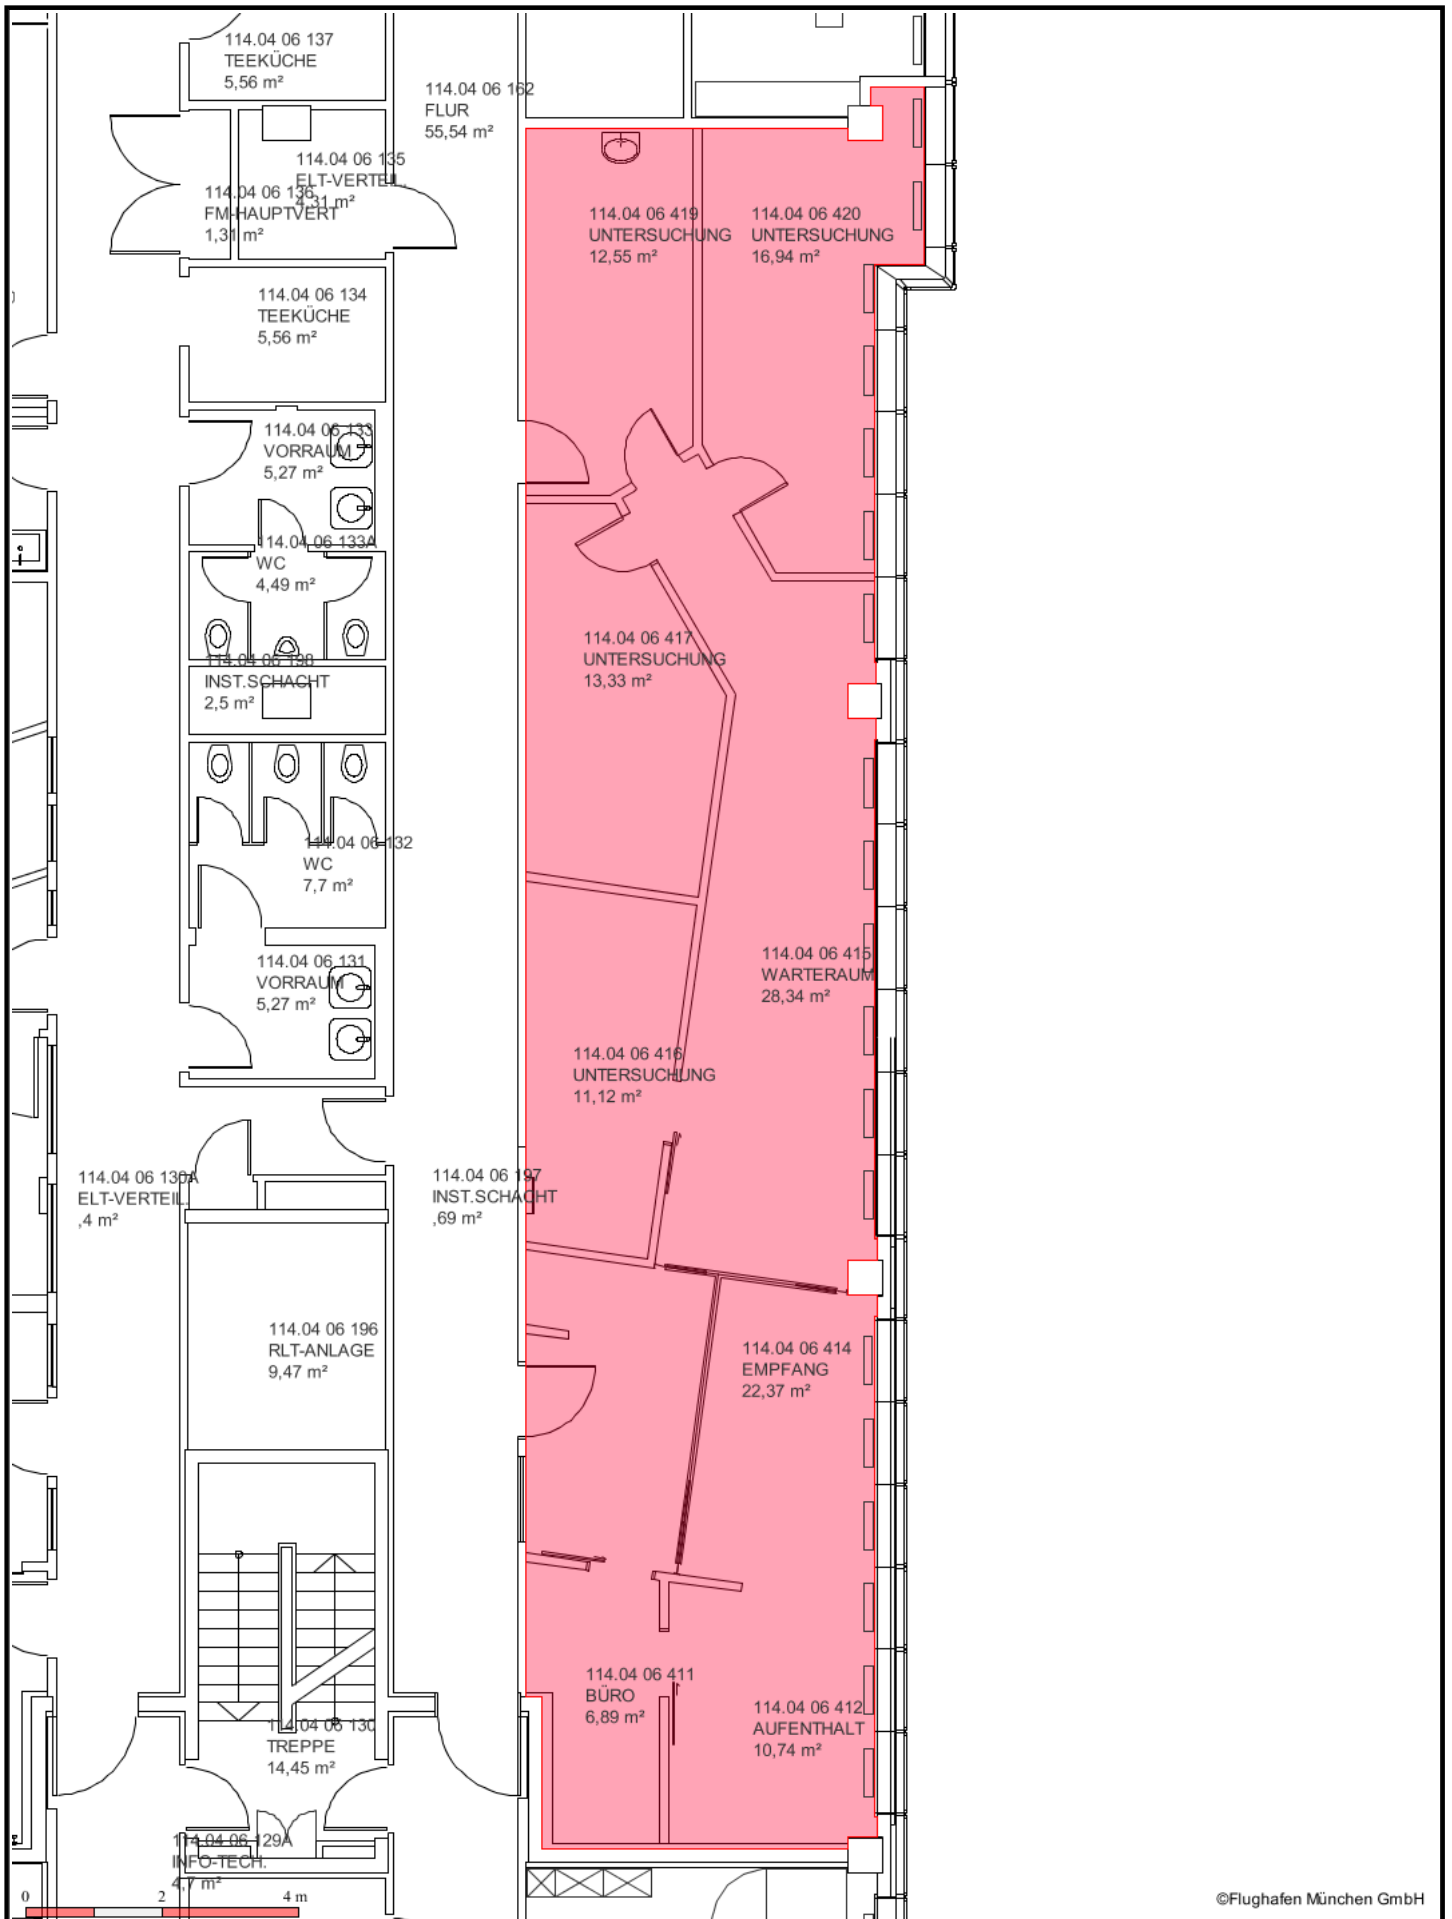 114.04 06 137
TEEKÜCHE
5,56 m²
114.04 06 162
FLUR
55,54 m²
114.04 06 135
ELT-VERTEIL.
4,31 m²
114.04 06 136
FM-HAUPTVERT
1,31 m²
114.04 06 419
UNTERSUCHUNG
12,55 m²
114.04 06 420
UNTERSUCHUNG
16,94 m²
114.04 06 134
TEEKÜCHE
5,56 m²
114.04 06 133
VORRAUM
5,27 m²
114.04 06 133A
WC
4,49 m²
114.04 06 417
UNTERSUCHUNG
13,33 m²
114.04 06 198
INST.SCHACHT
2,5 m²
114.04 06 132
WC
7,7 m²
114.04 06 131
VORRAUM
5,27 m²
114.04 06 415
WARTERAUM
28,34 m²
114.04 06 416
UNTERSUCHUNG
11,12 m²
114.04 06 130A
ELT-VERTEIL.
,4 m²
114.04 06 197
INST.SCHACHT
,69 m²
114.04 06 196
RLT-ANLAGE
9,47 m²
114.04 06 414
EMPFANG
22,37 m²
114.04 06 411
BÜRO
6,89 m²
114.04 06 412
AUFENTHALT
10,74 m²
114.04 06 130
TREPPE
14,45 m²
114.04 06 129A
INFO-TECH.
4,7 m²
0 2 4 m
©Flughafen München GmbH